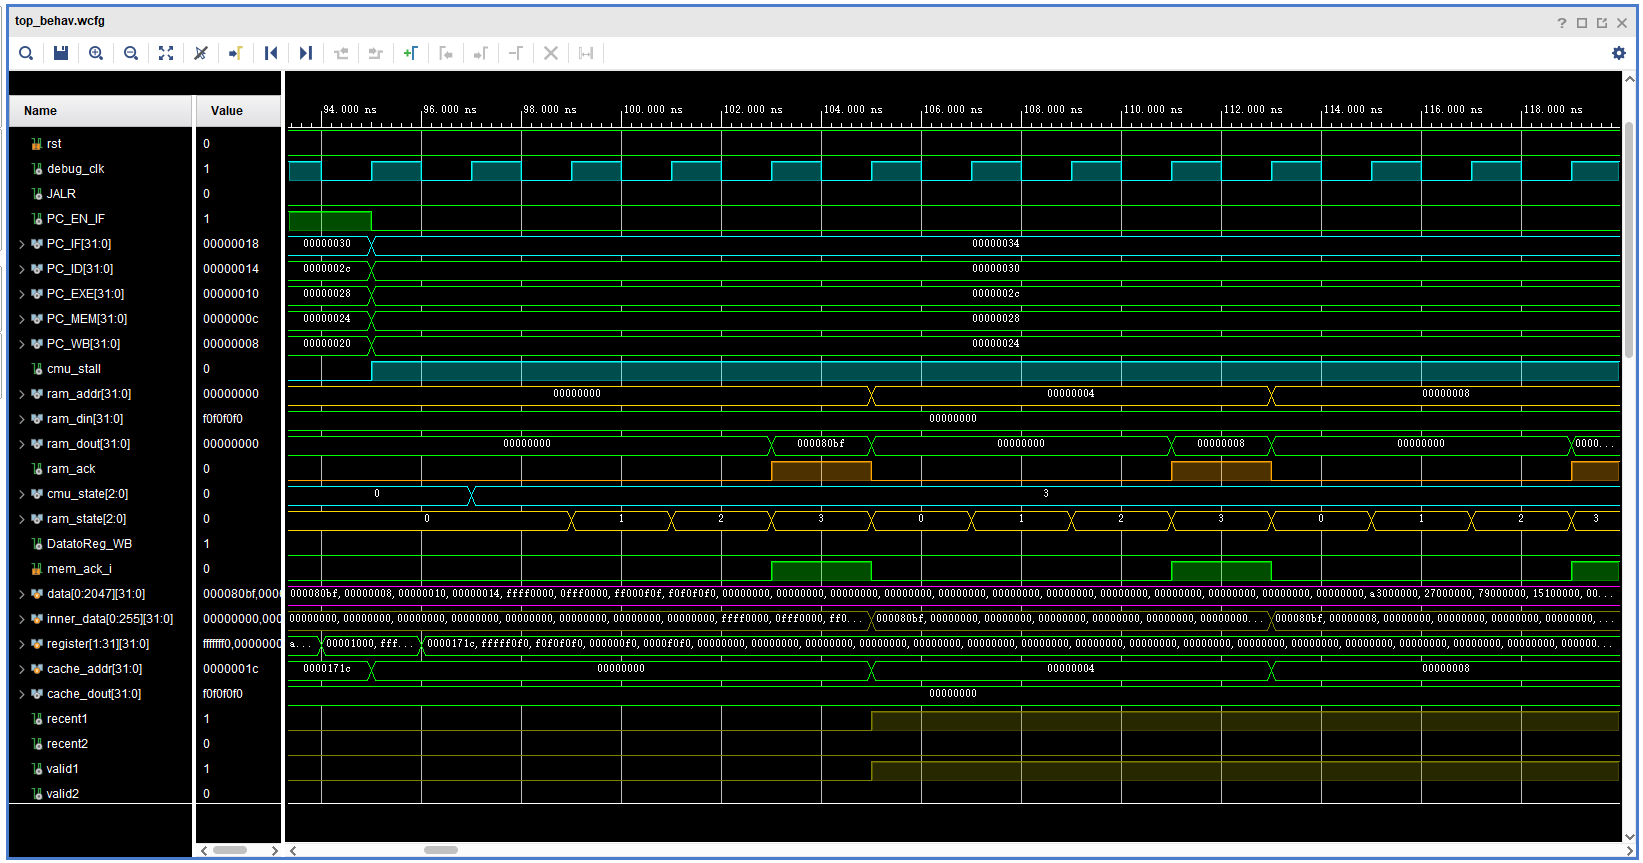 top_behav.wcfg
Name Value 94.000 ns 96.000 ns 98.000 ns 100.000 ns 102.000 ns 104.000 ns 106.000 ns 108.000 ns 110.000 ns 112.000 ns 114.000 ns 116.000 ns 118.000 ns
rst 0
debug_clk 1
JALR 0
PC_EN_IF 1
PC_IF[31:0] 00000018 00000030 00000034
PC_ID[31:0] 00000014 0000002c 00000030
PC_EXE[31:0] 00000010 00000028 0000002c
PC_MEM[31:0] 0000000c 00000024 00000028
PC_WB[31:0] 00000008 00000020 00000024
cmu_stall 0
ram_addr[31:0] 00000000 00000000 00000004 00000008
ram_din[31:0] f0f0f0f0 00000000
ram_dout[31:0] 00000000 00000000 000080bf 00000000 00000008 00000000 0000...
ram_ack 0
cmu_state[2:0] 0 0 3
ram_state[2:0] 0 0 1 2 3 0 1 2 3 0 1 2 3
DatatoReg_WB 1
mem_ack_i 0
data[0:2047][31:0] 000080bf,000 000080bf,00000008,00000010,00000014,ffff0000,0fff0000,ff000f0f,f0f0f0f0,00000000,00000000,00000000,00000000,00000000,00000000,00000000,00000000,a3000000,27000000,79000000,15100000,00...
inner_data[0:255][31:0] 00000000,000 00000000,00000000,00000000,00000000,00000000,00000000,00000000,00000000,ffff0000,0fff0000,ff0... 000080bf,00000000,00000000,00000000,00000000,00000000,0000000... 000080bf,00000008,00000000,00000000,00000000,...
register[1:31][31:0] fffffff0,0000000 a... 00001000,fff... 0000171c,fffff0f0,f0f0f0f0,000000f0,0000f0f0,00000000,00000000,00000000,00000000,00000000,00000000,00000000,00000000,00000000,00000000,00000000,00000000,000000...
cache_addr[31:0] 0000001c 0000171c 00000000 00000004 00000008
cache_dout[31:0] f0f0f0f0 00000000
recent1 1
recent2 0
valid1 1
valid2 0